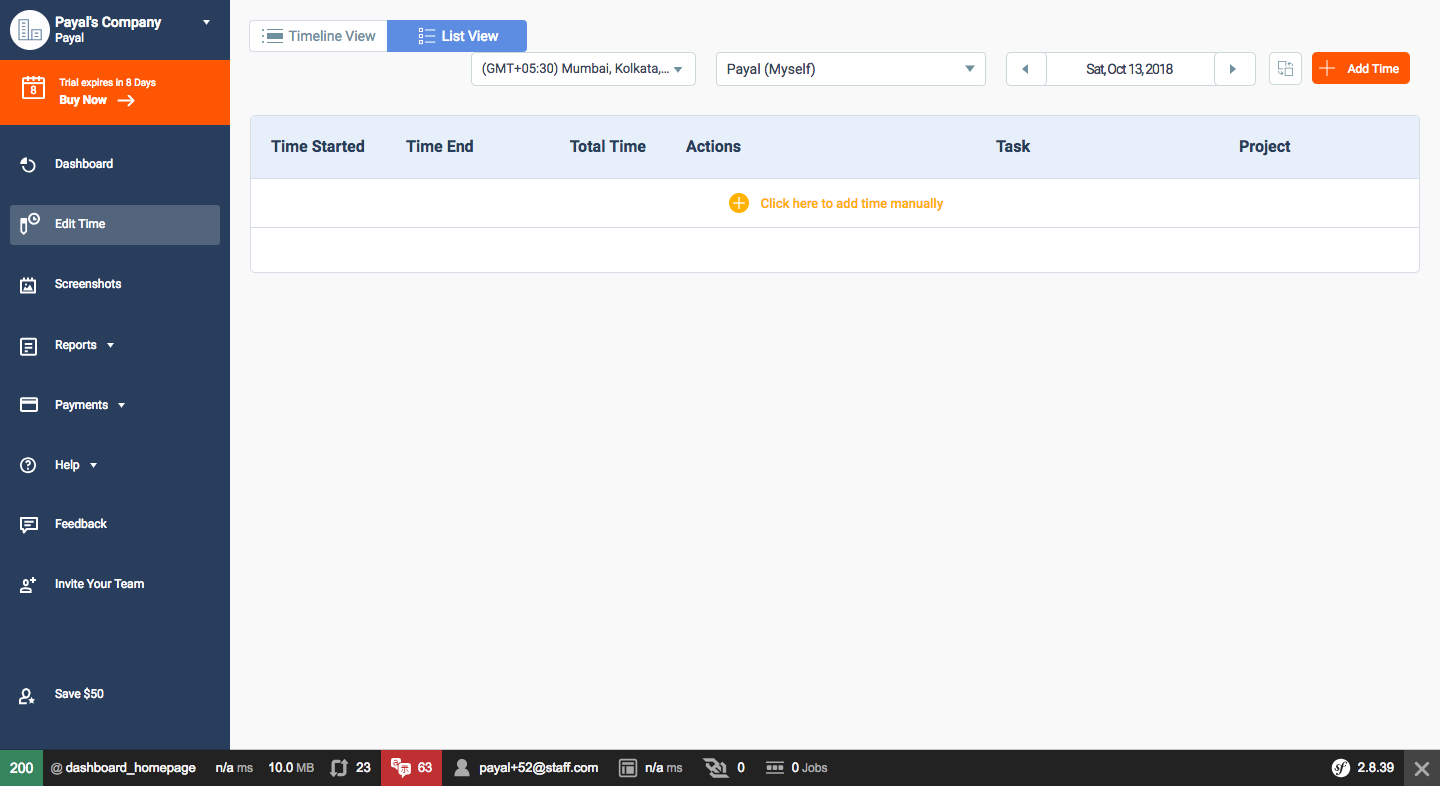 Payal's Company
Payal
8
Trial expires in 8 Days
Buy Now
Dashboard
Edit Time
Screenshots
Reports
Payments
Help
Feedback
Invite Your Team
Save $50
Timeline View
List View
(GMT+05:30) Mumbai, Kolkata,...
Payal (Myself)
Sat, Oct 13, 2018
Add Time
Time Started Time End Total Time Actions Task Project
Click here to add time manually
200 @ dashboard_homepage n/a ms 10.0 MB 23 63 payal+52@staff.com n/a ms 0 0 Jobs sf 2.8.39